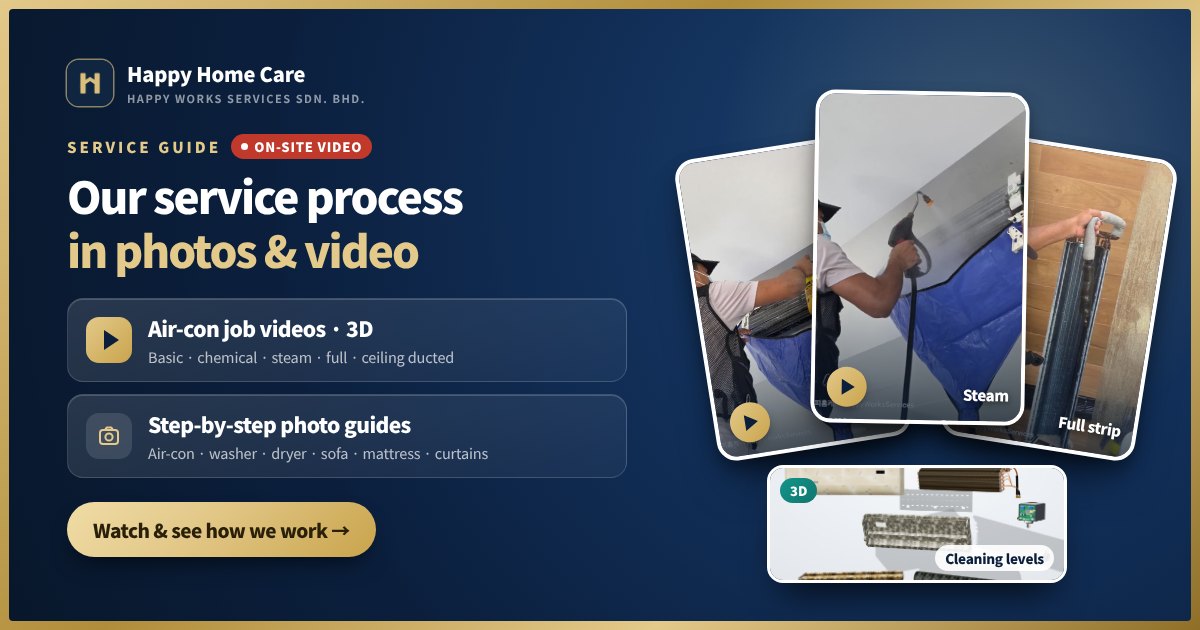 Happy Home Care
HAPPY WORKS SERVICES SDN. BHD.
SERVICE GUIDE
ON-SITE VIDEO
Our service process
in photos & video
Air-con job videos · 3D
Basic · chemical · steam · full · ceiling ducted
Step-by-step photo guides
Air-con · washer · dryer · sofa · mattress · curtains
Watch & see how we work →
Steam
Full strip
3D
Cleaning levels